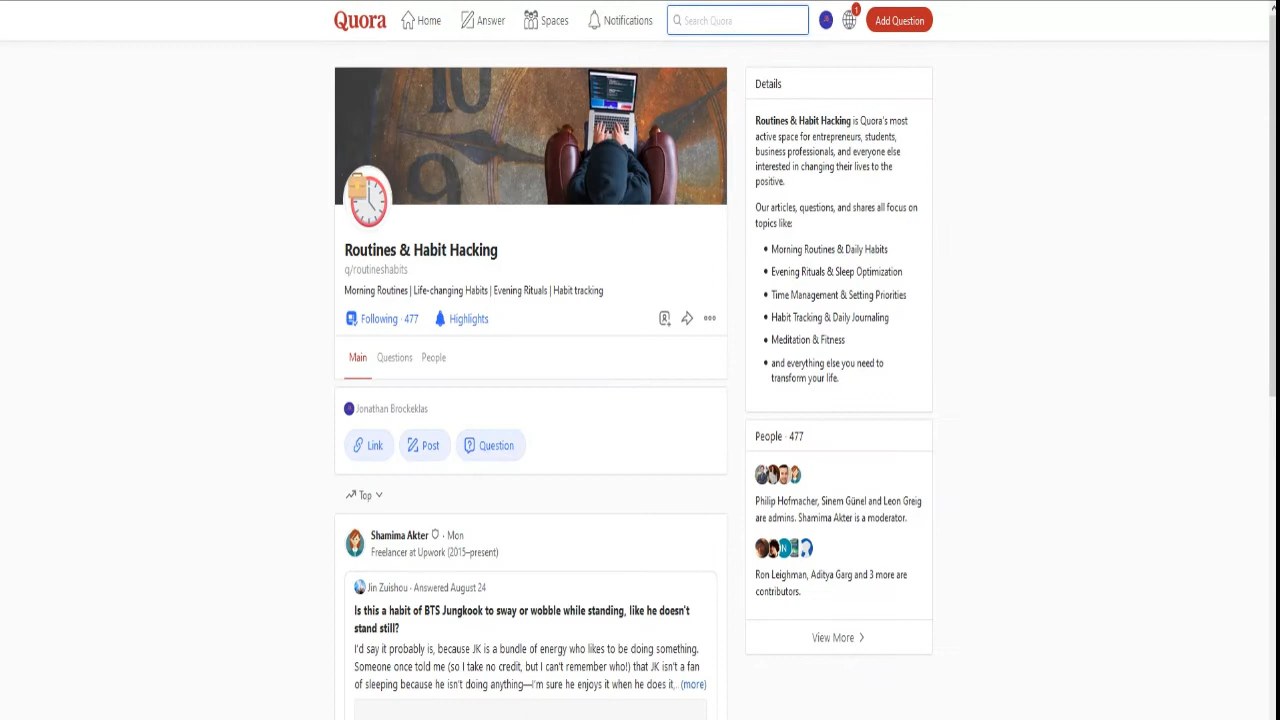 Quora Home Answer Spaces Notifications Search Quora 1 Add Question
10
9
Routines & Habit Hacking
q/routineshabits
Morning Routines | Life-changing Habits | Evening Rituals | Habit tracking
Following · 477 Highlights
Main Questions People
Jonathan Brockeklas
Link Post Question
Top
Shamima Akter · Mon
Freelancer at Upwork (2015–present)
Jin Zuishou · Answered August 24
Is this a habit of BTS Jungkook to sway or wobble while standing, like he doesn't
stand still?
I'd say it probably is, because JK is a bundle of energy who likes to be doing something.
Someone once told me (so I take no credit, but I can't remember who!) that JK isn't a fan
of sleeping because he isn't doing anything—I'm sure he enjoys it when he does it,.. (more)
Details
Routines & Habit Hacking is Quora's most
active space for entrepreneurs, students,
business professionals, and everyone else
interested in changing their lives to the
positive.
Our articles, questions, and shares all focus on
topics like:
• Morning Routines & Daily Habits
• Evening Rituals & Sleep Optimization
• Time Management & Setting Priorities
• Habit Tracking & Daily Journaling
• Meditation & Fitness
• and everything else you need to
transform your life.
People · 477
Philip Hofmacher, Sinem Günel and Leon Greig
are admins. Shamima Akter is a moderator.
Ron Leighman, Aditya Garg and 3 more are
contributors.
View More